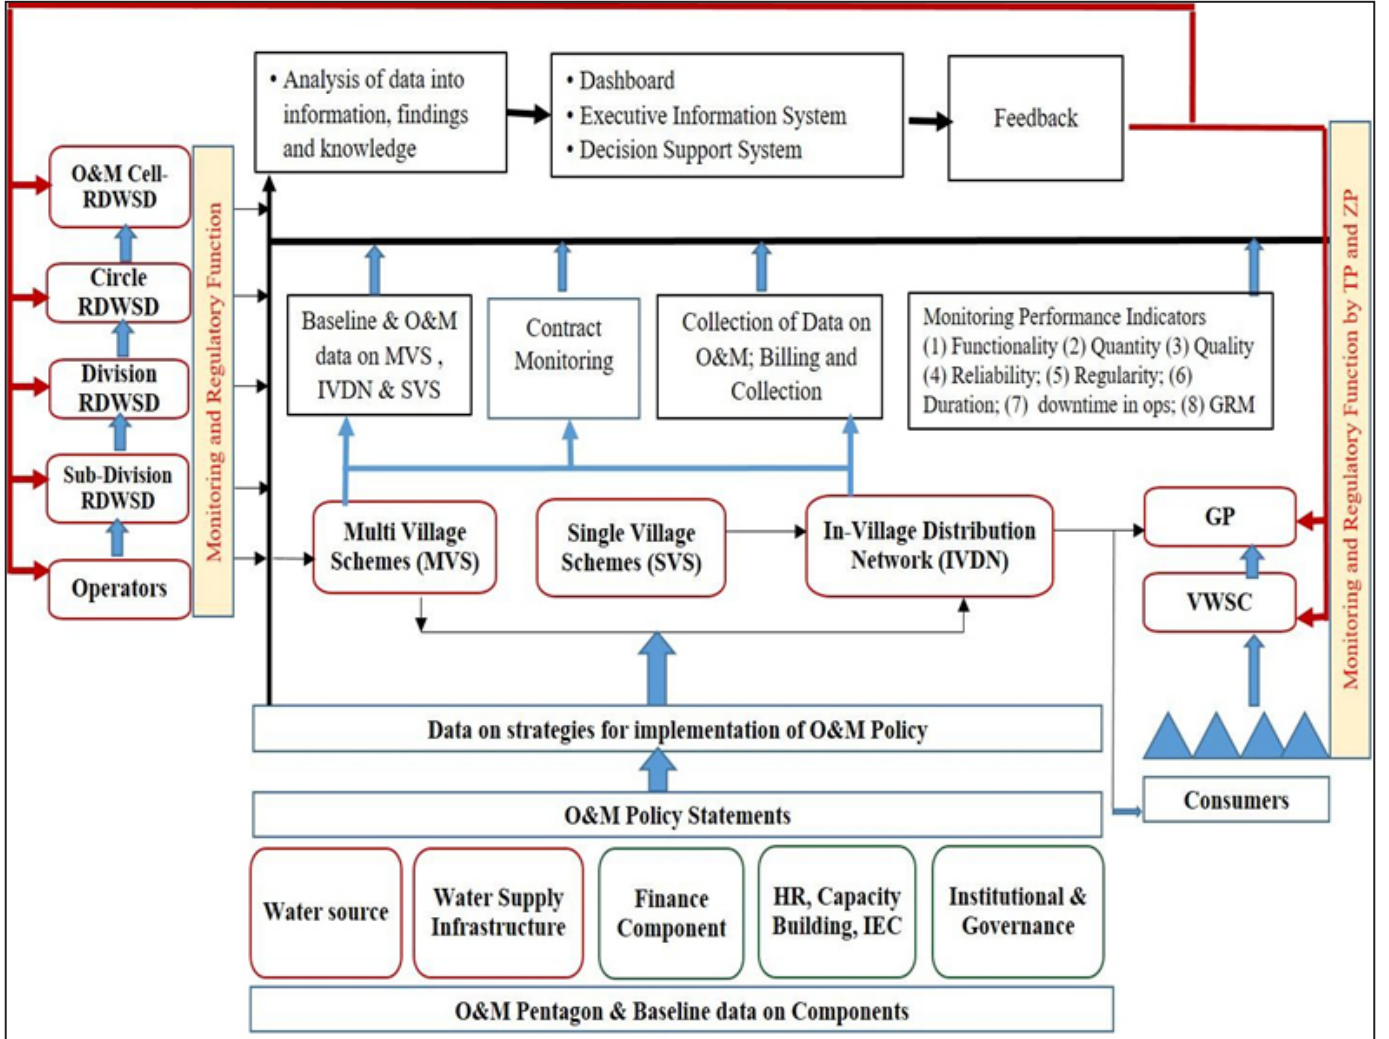 • Analysis of data into
information, findings
and knowledge
• Dashboard
• Executive Information System
• Decision Support System
Feedback
O&M Cell-
RDWSD
Circle
RDWSD
Division
RDWSD
Sub-Division
RDWSD
Operators
Monitoring and Regulatory Function
Baseline & O&M
data on MVS ,
IVDN & SVS
Contract
Monitoring
Collection of Data on
O&M; Billing and
Collection
Monitoring Performance Indicators
(1) Functionality (2) Quantity (3) Quality
(4) Reliability; (5) Regularity; (6)
Duration; (7) downtime in ops; (8) GRM
Multi Village
Schemes (MVS)
Single Village
Schemes (SVS)
In-Village Distribution
Network (IVDN)
GP
VWSC
Monitoring and Regulatory Function by TP and ZP
Consumers
Data on strategies for implementation of O&M Policy
O&M Policy Statements
Water source
Water Supply
Infrastructure
Finance
Component
HR, Capacity
Building, IEC
Institutional &
Governance
O&M Pentagon & Baseline data on Components